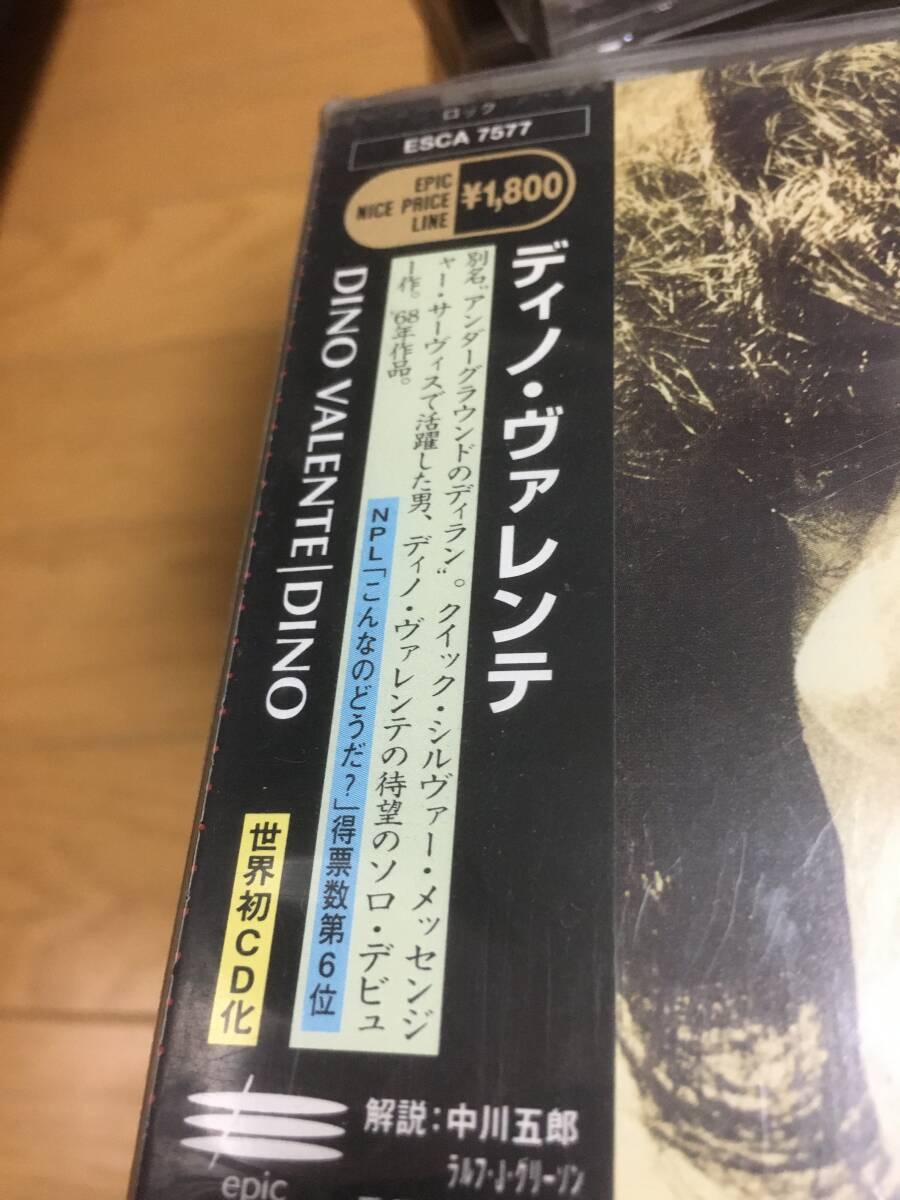 ロック
ESCA 7577
EPIC
NICE PRICE
LINE
¥1,800
ディノ・ヴァレンテ
別名“アンダーグラウンドのディラン”。クイック・シルヴァー・メッセンジ
ャー・サーヴィスで活躍した男、ディノ・ヴァレンテの待望のソロ・デビュ
ー作。'68年作品。
NPL「こんなのどうだ?」得票数第6位
DINO VALENTE|DINO
世界初CD化
解説:中川五郎
ラルフ・J・グリーソン
epic